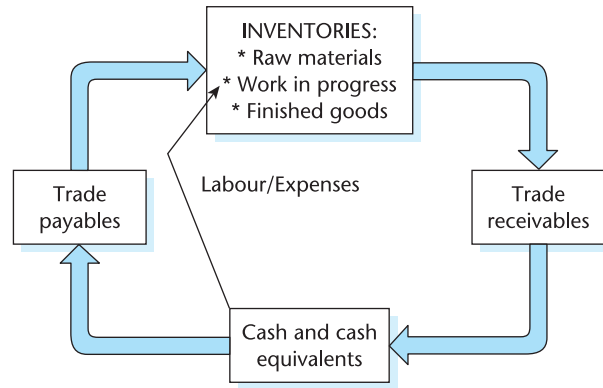 INVENTORIES:
* Raw materials
* Work in progress
* Finished goods
Trade
payables
Labour/Expenses
Trade
receivables
Cash and cash
equivalents